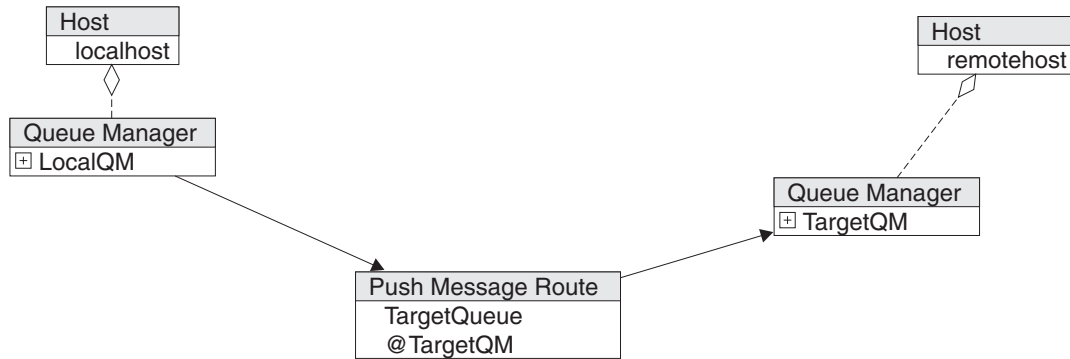 Host
localhost
Queue Manager
LocalQM
Host
remotehost
Queue Manager
TargetQM
Push Message Route
TargetQueue
@TargetQM